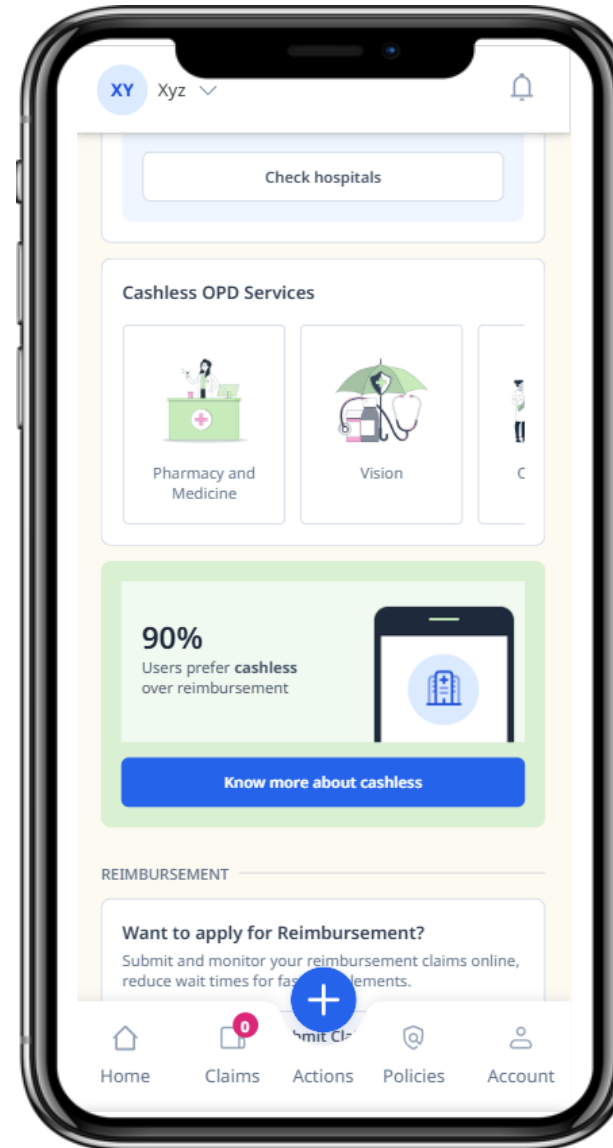 XY Xyz
Check hospitals
Cashless OPD Services
Pharmacy and
Medicine
Vision
90%
Users prefer cashless
over reimbursement
Know more about cashless
REIMBURSEMENT
Want to apply for Reimbursement?
Submit and monitor your reimbursement claims online,
reduce wait times for
0
Home Claims Actions Policies Account